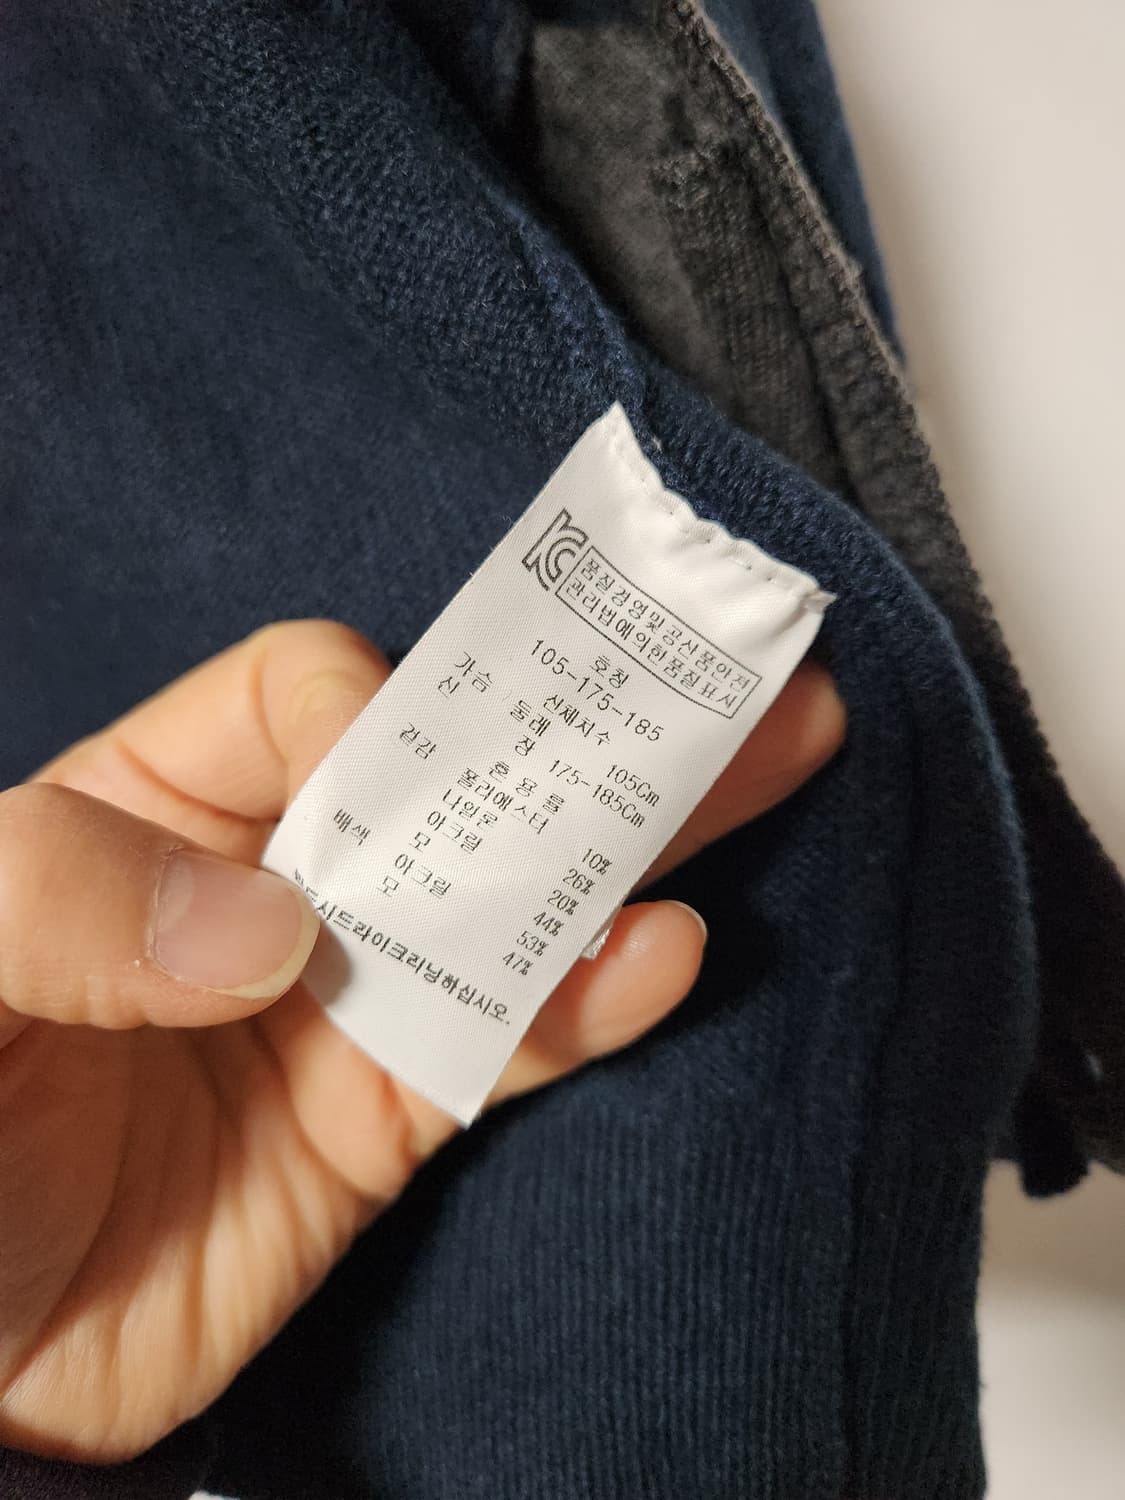 KC
품질경영및공산품안전
관리법에의한품질표시
호칭
105-175-185
신체치수
가슴 둘레 105Cm
신 장 175-185Cm
혼 용 률
겉감 폴리에스터 10%
나일론 26%
아크릴 20%
모 44%
배색 아크릴 53%
모 47%
시드라이크리닝하십시오.